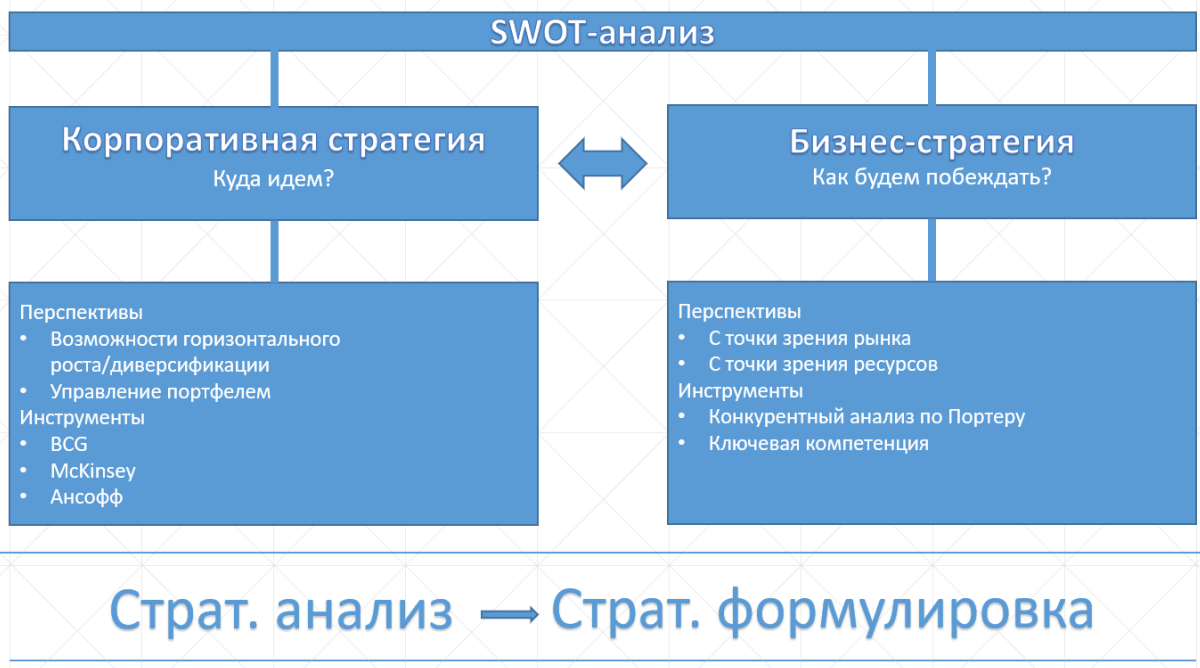 SWOT-анализ
Корпоративная стратегия
Куда идем?
Бизнес-стратегия
Как будем побеждать?
Перспективы
• Возможности горизонтального
роста/диверсификации
• Управление портфелем
Инструменты
• BCG
• McKinsey
• Ансофф
Перспективы
• С точки зрения рынка
• С точки зрения ресурсов
Инструменты
• Конкурентный анализ по Портеру
• Ключевая компетенция
Страт. анализ
Страт. формулировка